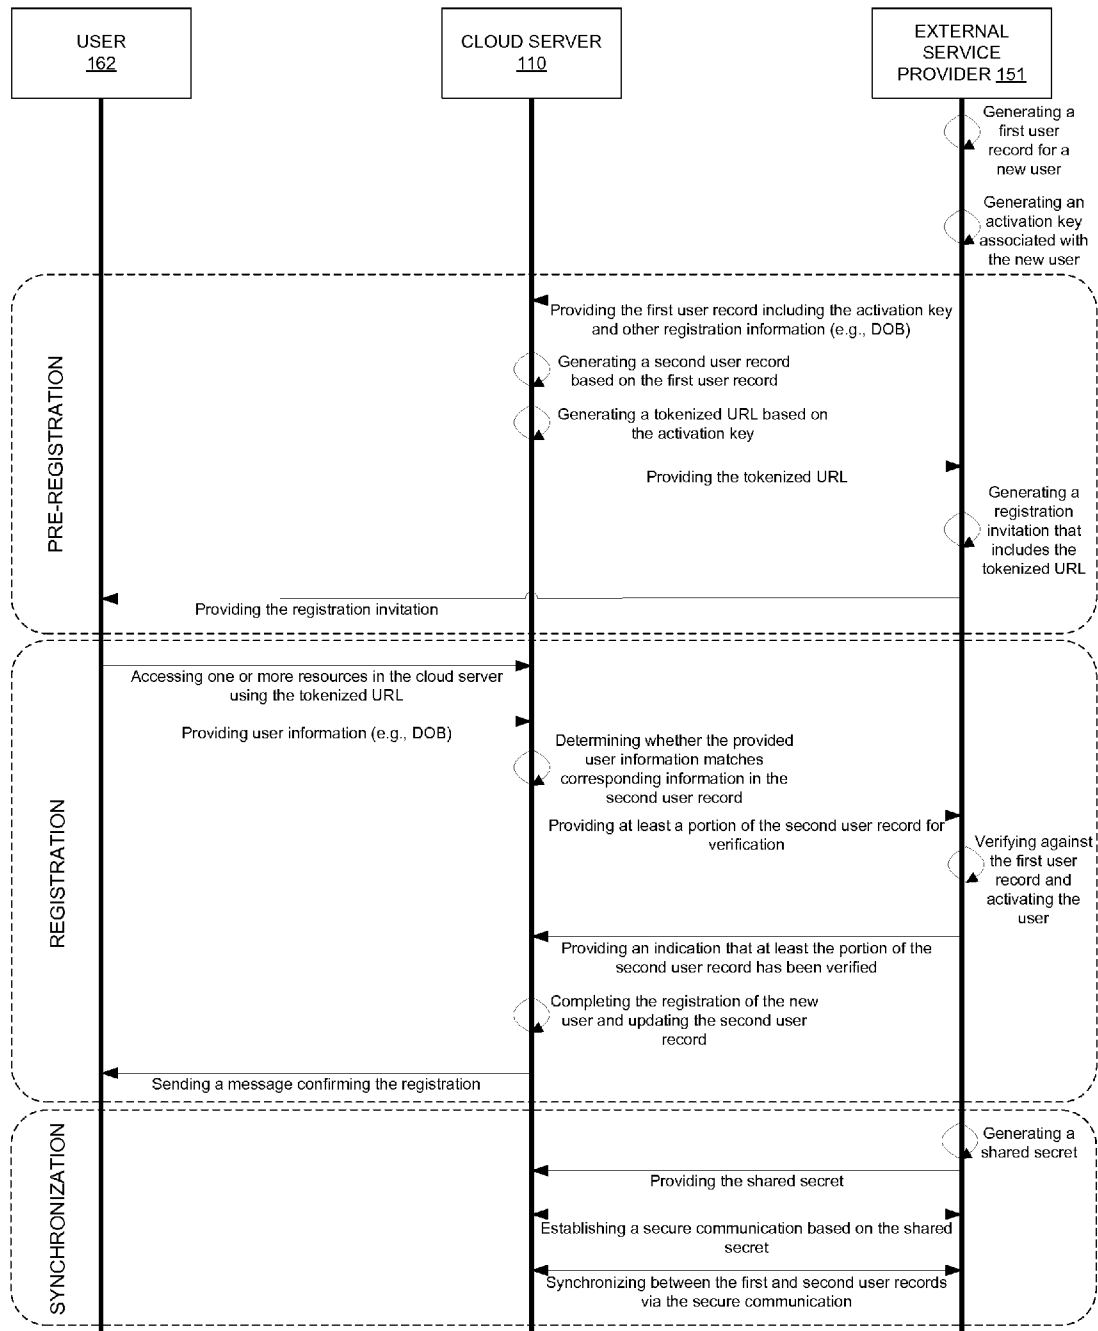 USER
162
CLOUD SERVER
110
EXTERNAL
SERVICE
PROVIDER 151
Generating a
first user
record for a
new user
Generating an
activation key
associated with
the new user
PRE-REGISTRATION
Providing the first user record including the activation key
and other registration information (e.g., DOB)
Generating a second user record
based on the first user record
Generating a tokenized URL based on
the activation key
Providing the tokenized URL
Generating a
registration
invitation that
includes the
tokenized URL
Providing the registration invitation
REGISTRATION
Accessing one or more resources in the cloud server
using the tokenized URL
Providing user information (e.g., DOB)
Determining whether the provided
user information matches
corresponding information in the
second user record
Providing at least a portion of the second user record for
verification
Verifying against
the first user
record and
activating the
user
Providing an indication that at least the portion of the
second user record has been verified
Completing the registration of the new
user and updating the second user
record
Sending a message confirming the registration
SYNCHRONIZATION
Generating a
shared secret
Providing the shared secret
Establishing a secure communication based on the shared
secret
Synchronizing between the first and second user records
via the secure communication